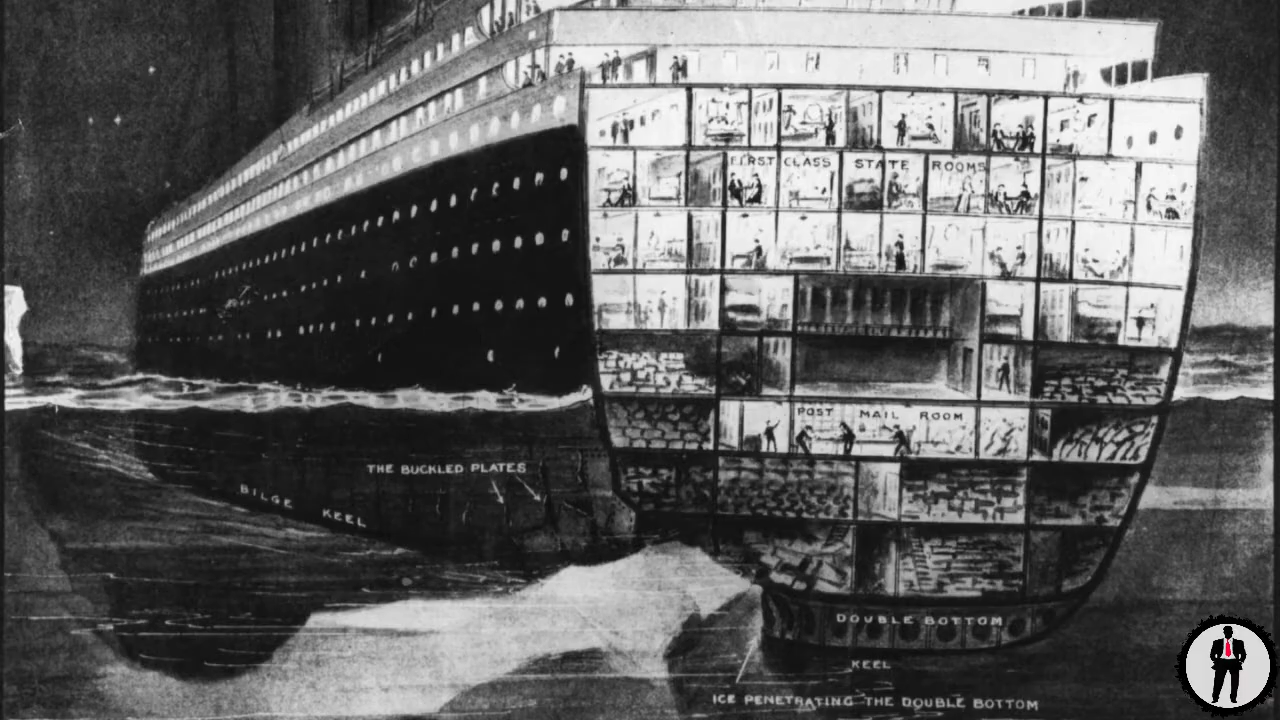 FIRST CLASS STATE ROOMS
POST MAIL ROOM
THE BUCKLED PLATES
BILGE KEEL
DOUBLE BOTTOM
KEEL
ICE PENETRATING THE DOUBLE BOTTOM